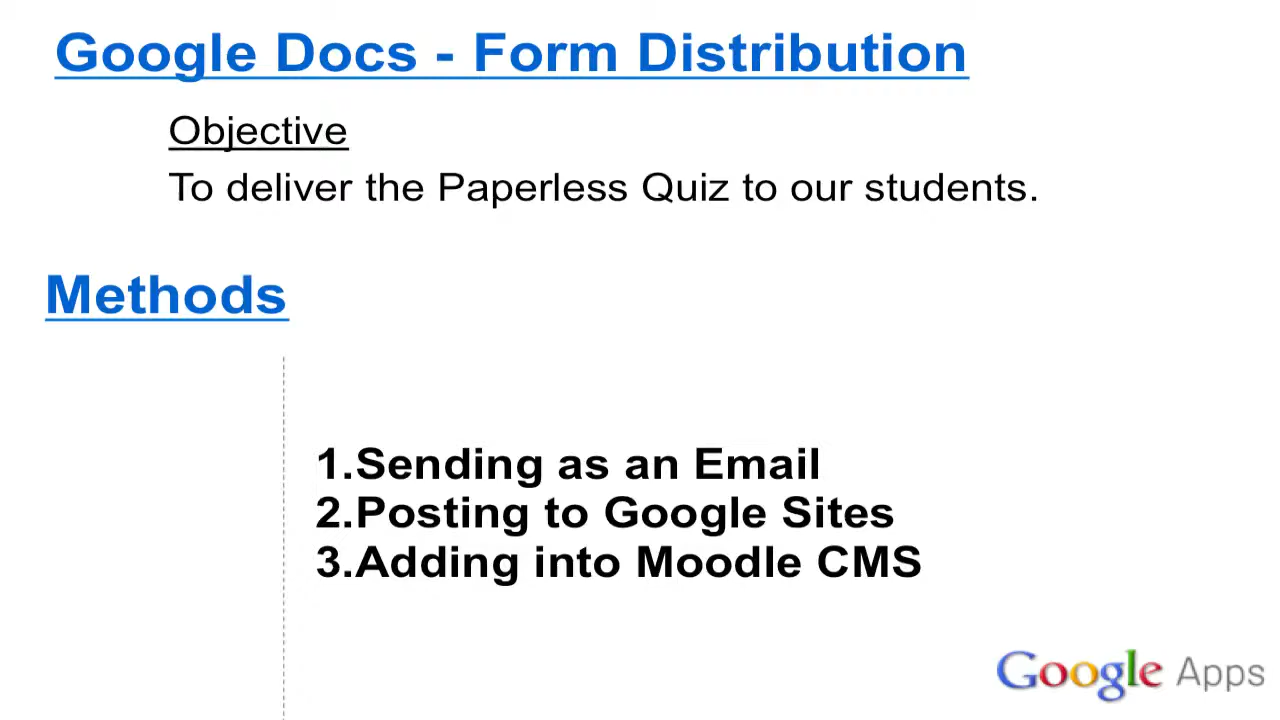 Google Docs - Form Distribution
Objective
To deliver the Paperless Quiz to our students.
Methods
1.Sending as an Email
2.Posting to Google Sites
3.Adding into Moodle CMS
Google Apps